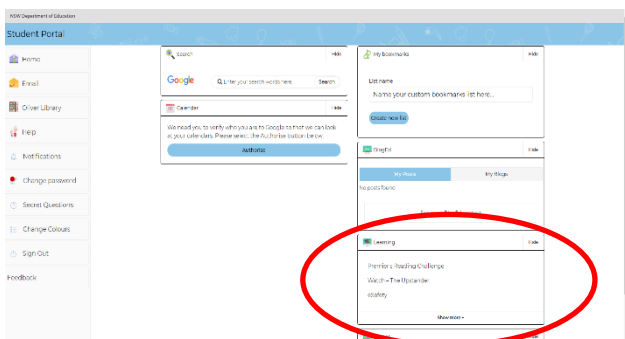 NSW Department of Education
Student Portal
Home
Email
Oliver Library
Help
Notifications
Change password
Secret Questions
Change Colours
Sign Out
Feedback
Search
Hide
Google
Enter your search words here...
Search
Calendar
Hide
We need you to verify who you are to Google so that we can look
at your calendars. Please select the Authorise button below.
Authorise
My Bookmarks
Hide
List name
Name your custom bookmarks list here...
Create new list
BlogEd
Hide
My Posts
My Blogs
No posts found
Learning
Hide
Premier's Reading Challenge
Watch - The Upstander
eSafety
Show more